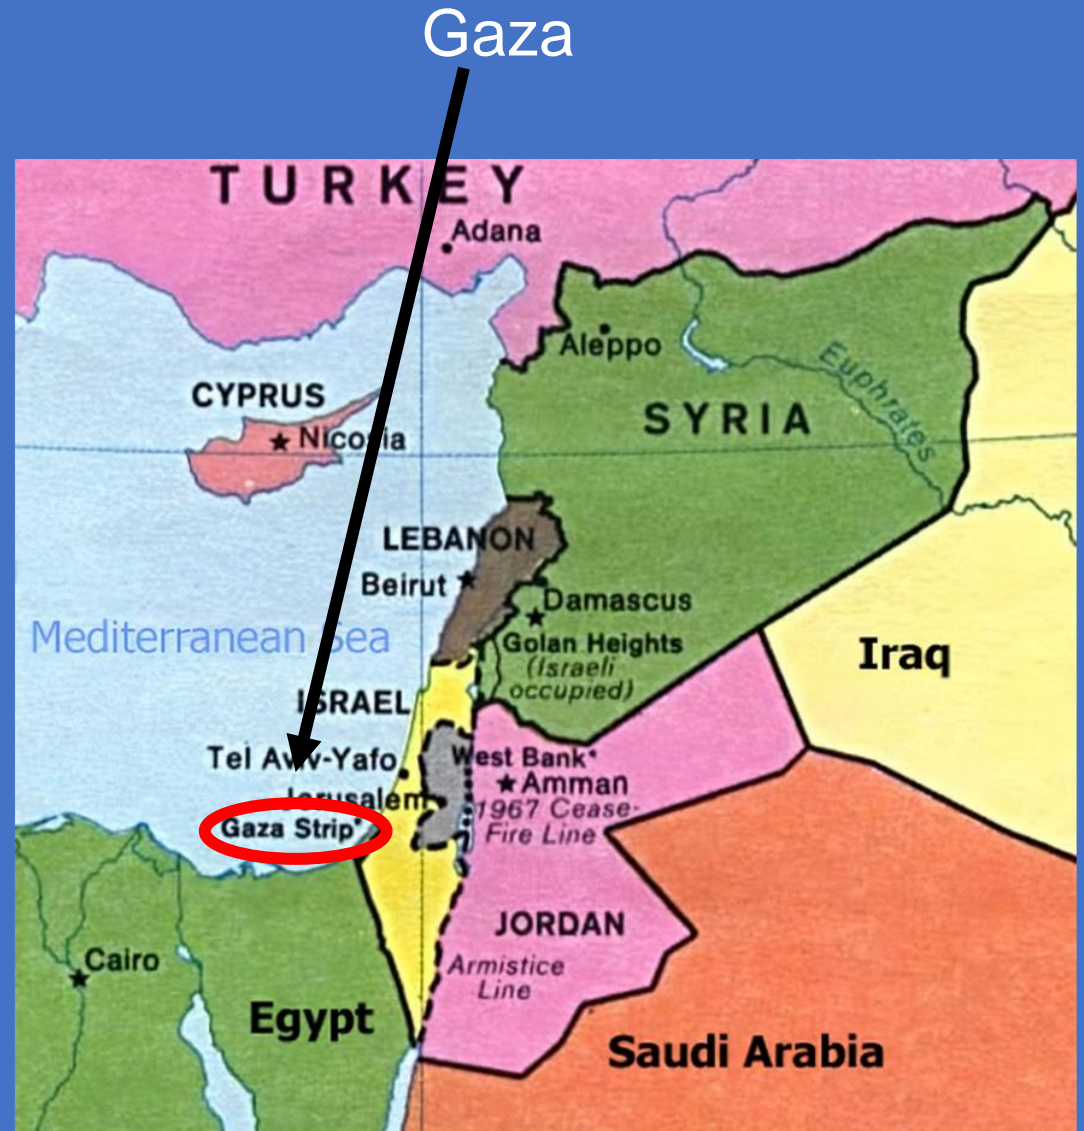 Gaza
TURKEY
Adana
Aleppo
Euphrates
CYPRUS
SYRIA
Nicosia
LEBANON
Beirut
Damascus
Mediterranean Sea
Golan Heights
(Israeli
occupied)
Iraq
ISRAEL
Tel Aviv-Yafo
West Bank*
Amman
Jerusalem
1967 Cease-
Fire Line
Gaza Strip*
JORDAN
Cairo
Armistice
Line
Egypt
Saudi Arabia